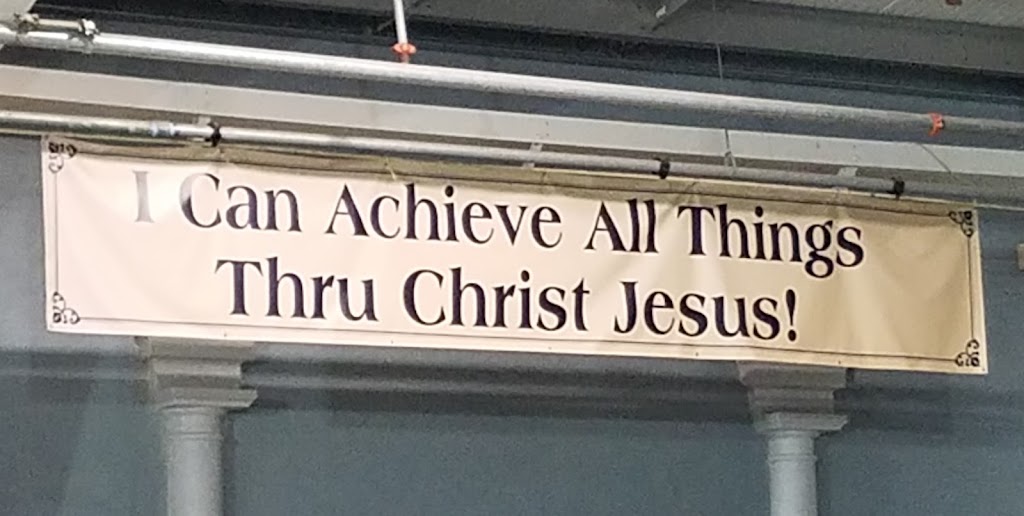 I Can Achieve All Things
Thru Christ Jesus!